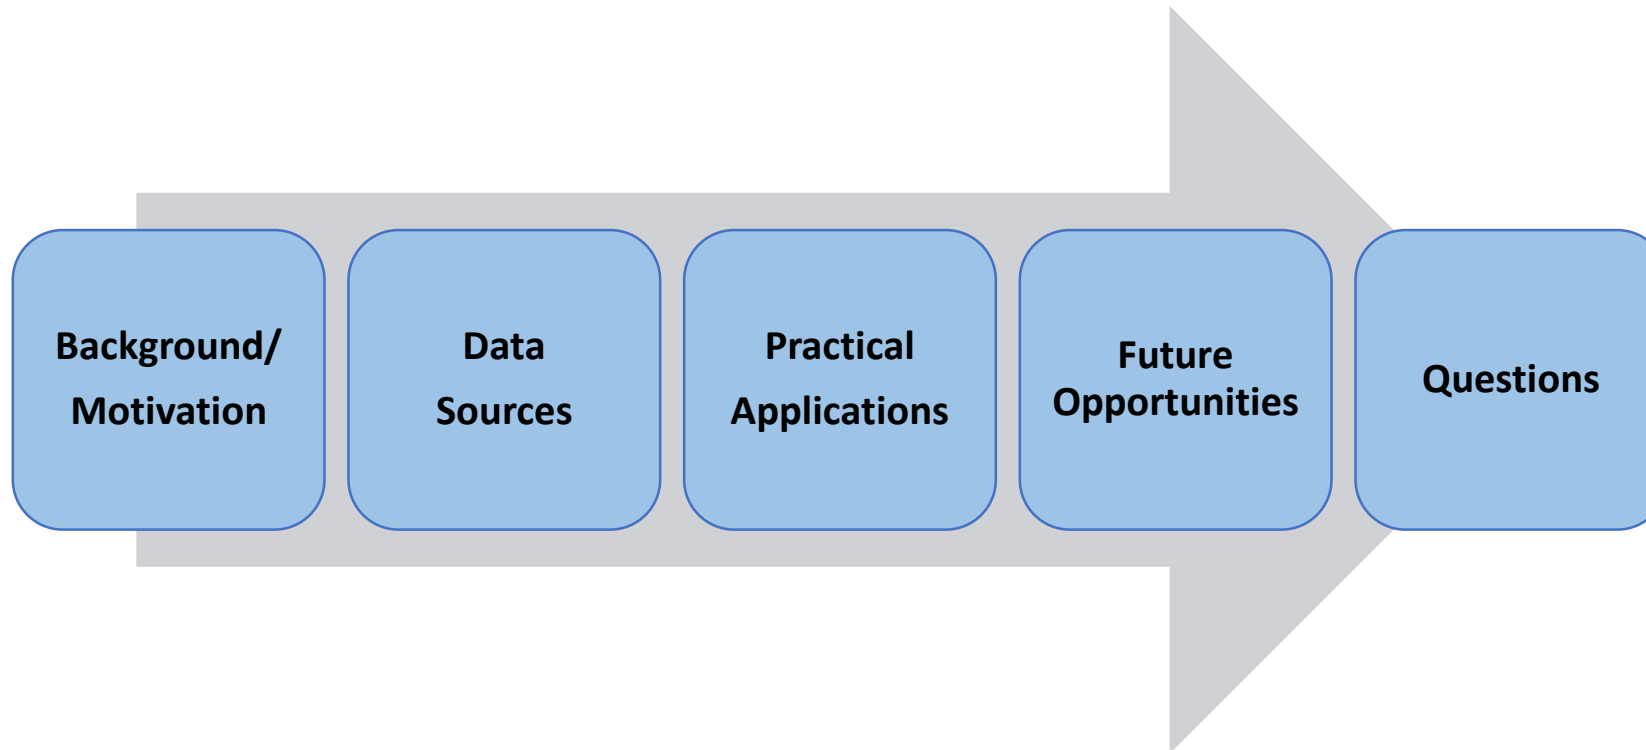 Background/
Motivation
Data
Sources
Practical
Applications
Future
Opportunities
Questions